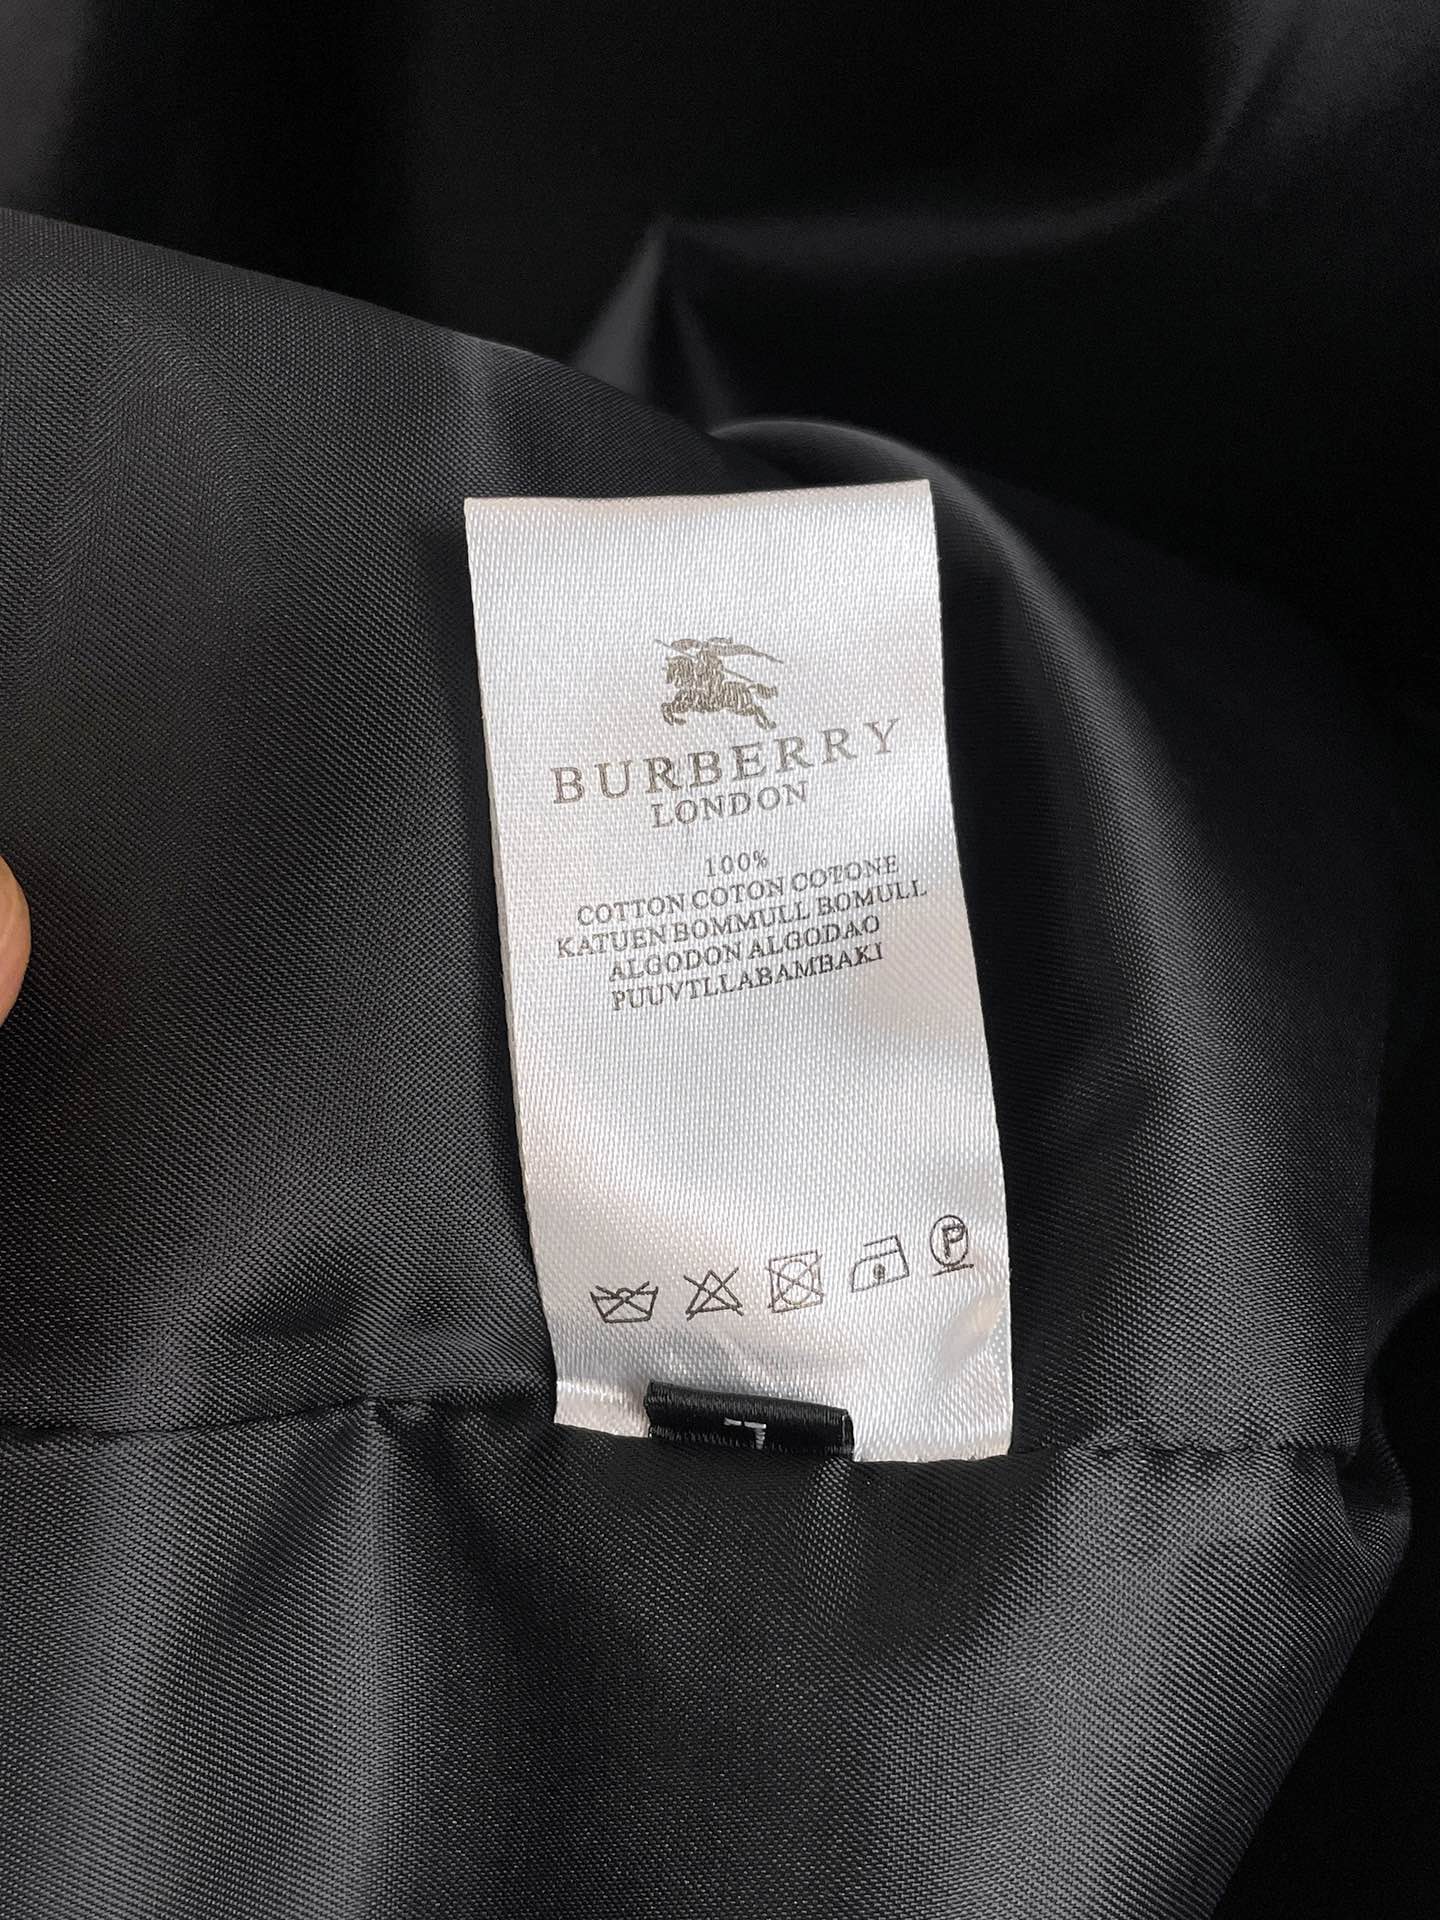 BURBERRY
LONDON
100%
COTTON COTON COTONE
KATUEN BOMMULL BOMULL
ALGODON ALGODAO
PUUVTLLABAMBAKI
P